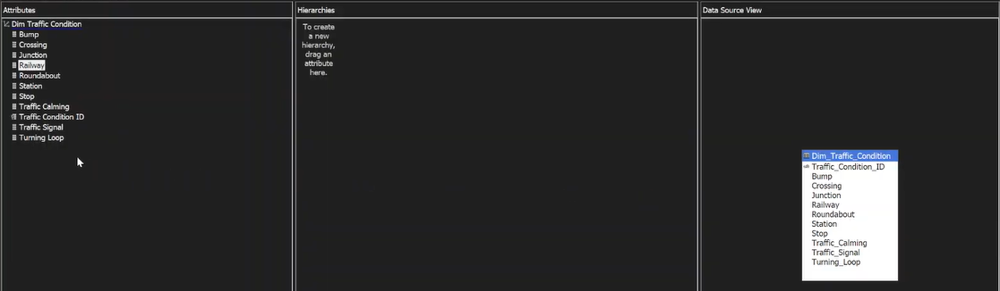 Attributes
Dim Traffic Condition
Bump
Crossing
Junction
Railway
Roundabout
Station
Stop
Traffic Calming
Traffic Condition ID
Traffic Signal
Turning Loop
Hierarchies
To create
a new
hierarchy,
drag an
attribute
here.
Data Source View
Dim_Traffic_Condition
Traffic_Condition_ID
Bump
Crossing
Junction
Railway
Roundabout
Station
Stop
Traffic_Calming
Traffic_Signal
Turning_Loop